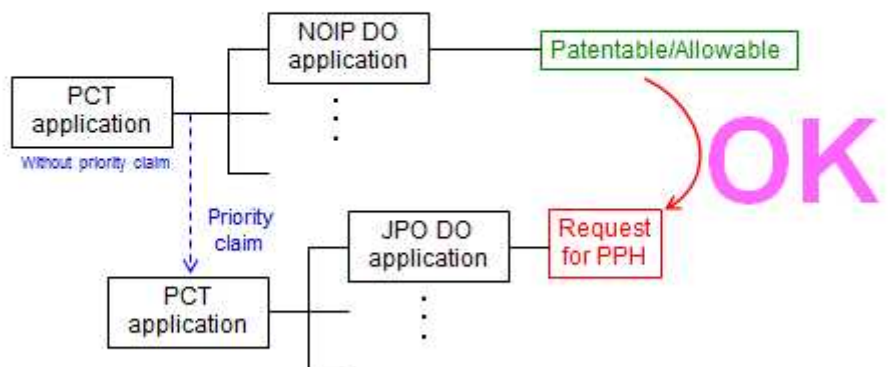 NOIP DO
application
Patentable/Allowable
PCT
application
Without priority claim
OK
Priority
claim
JPO DO
application
Request
for PPH
PCT
application